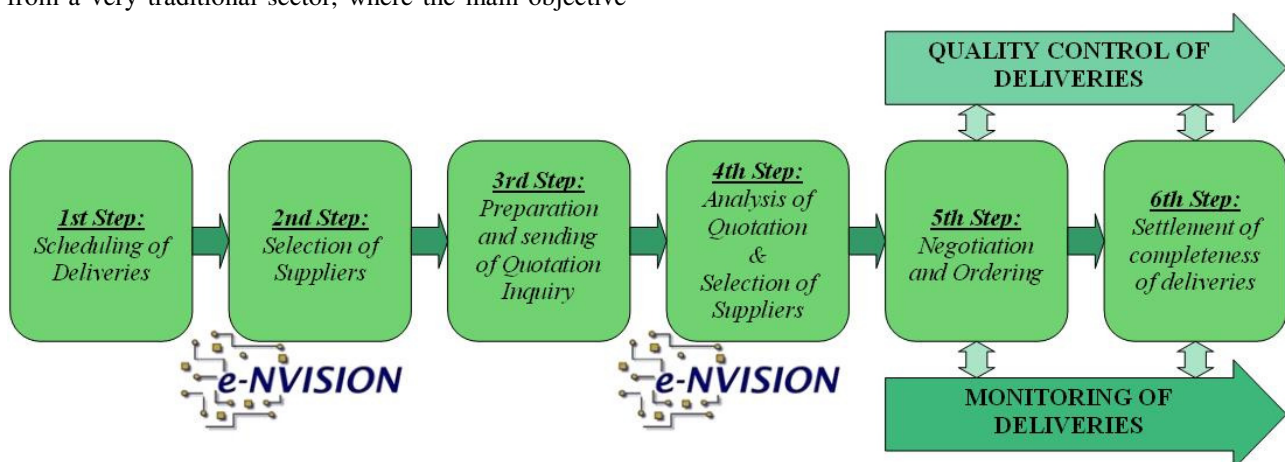 from a very traditional sector, where the main objective
QUALITY CONTROL OF
DELIVERIES
1st Step:
Scheduling of
Deliveries
2nd Step:
Selection of
Suppliers
3rd Step:
Preparation
and sending
of Quotation
Inquiry
4th Step:
Analysis of
Quotation
&
Selection of
Suppliers
5th Step:
Negotiation
and Ordering
6th Step:
Settlement of
completeness
of deliveries
e-NVISION
e-NVISION
MONITORING OF
DELIVERIES